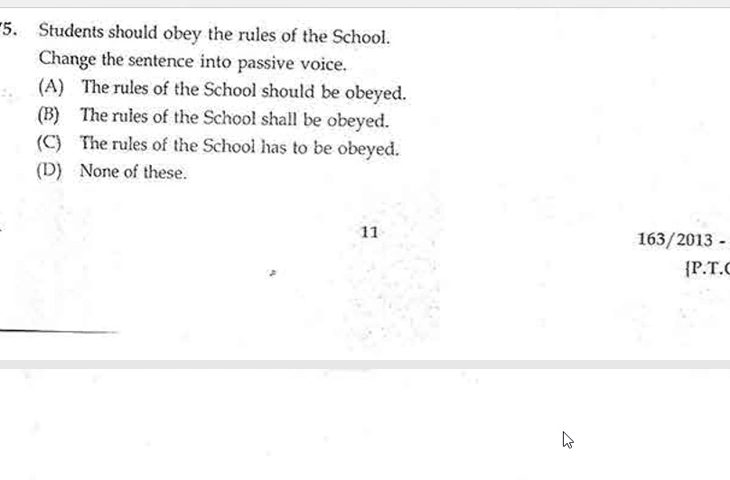 5. Students should obey the rules of the School.
Change the sentence into passive voice.
(A) The rules of the School should be obeyed.
(B) The rules of the School shall be obeyed.
(C) The rules of the School has to be obeyed.
(D) None of these.
11
163/2013 -
{P.T.